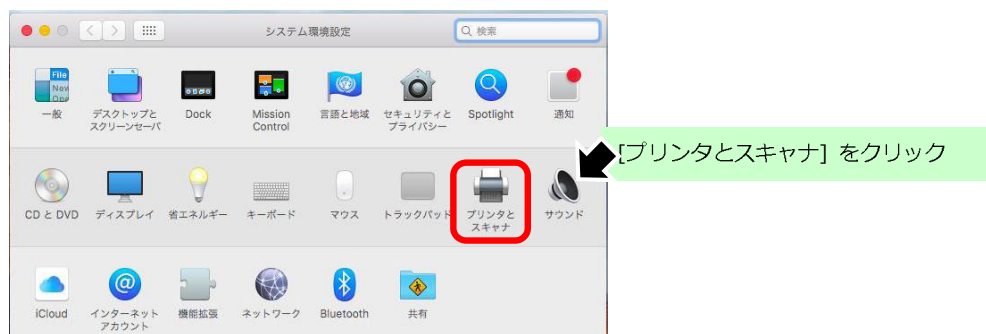 システム環境設定
検索
File
New
Ope
一般
デスクトップと
スクリーンセーバ
Dock
Mission
Control
言語と地域
セキュリティと
プライバシー
Spotlight
通知
[プリンタとスキャナ] をクリック
CD と DVD
ディスプレイ
省エネルギー
キーボード
マウス
トラックパッド
プリンタと
スキャナ
サウンド
iCloud
インターネット
アカウント
機能拡張
ネットワーク
Bluetooth
共有